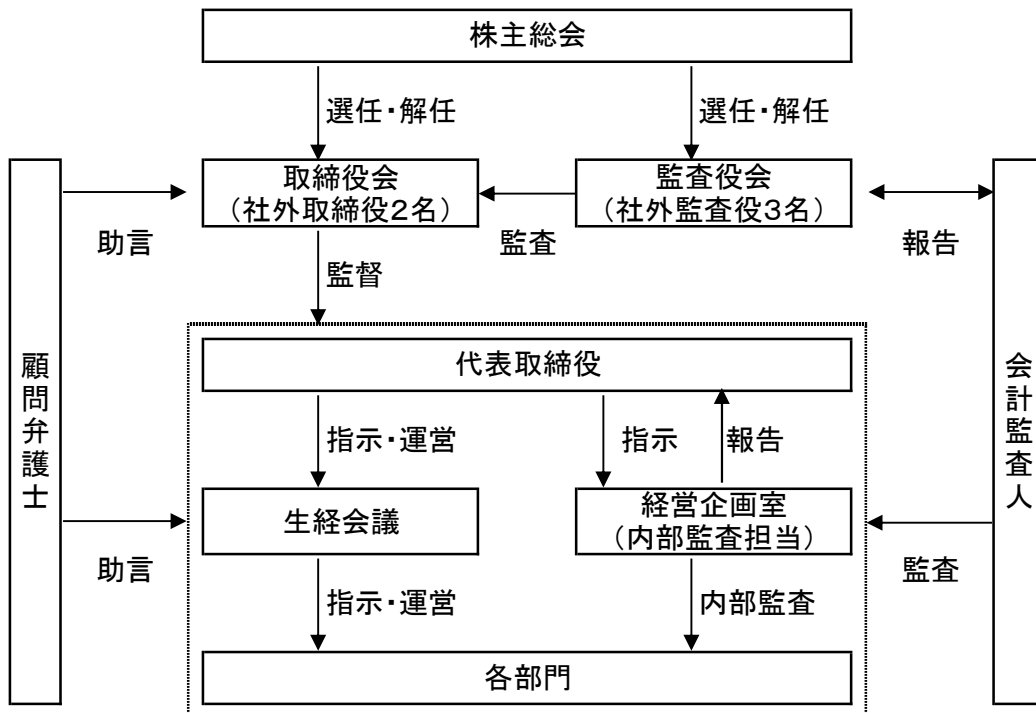 株主総会
選任・解任
選任・解任
取締役会
（社外取締役2名）
監査役会
（社外監査役3名）
助言
監査
報告
監督
顧問弁護士
会計監査人
代表取締役
指示・運営
指示
報告
生経会議
経営企画室
（内部監査担当）
助言
監査
指示・運営
内部監査
各部門